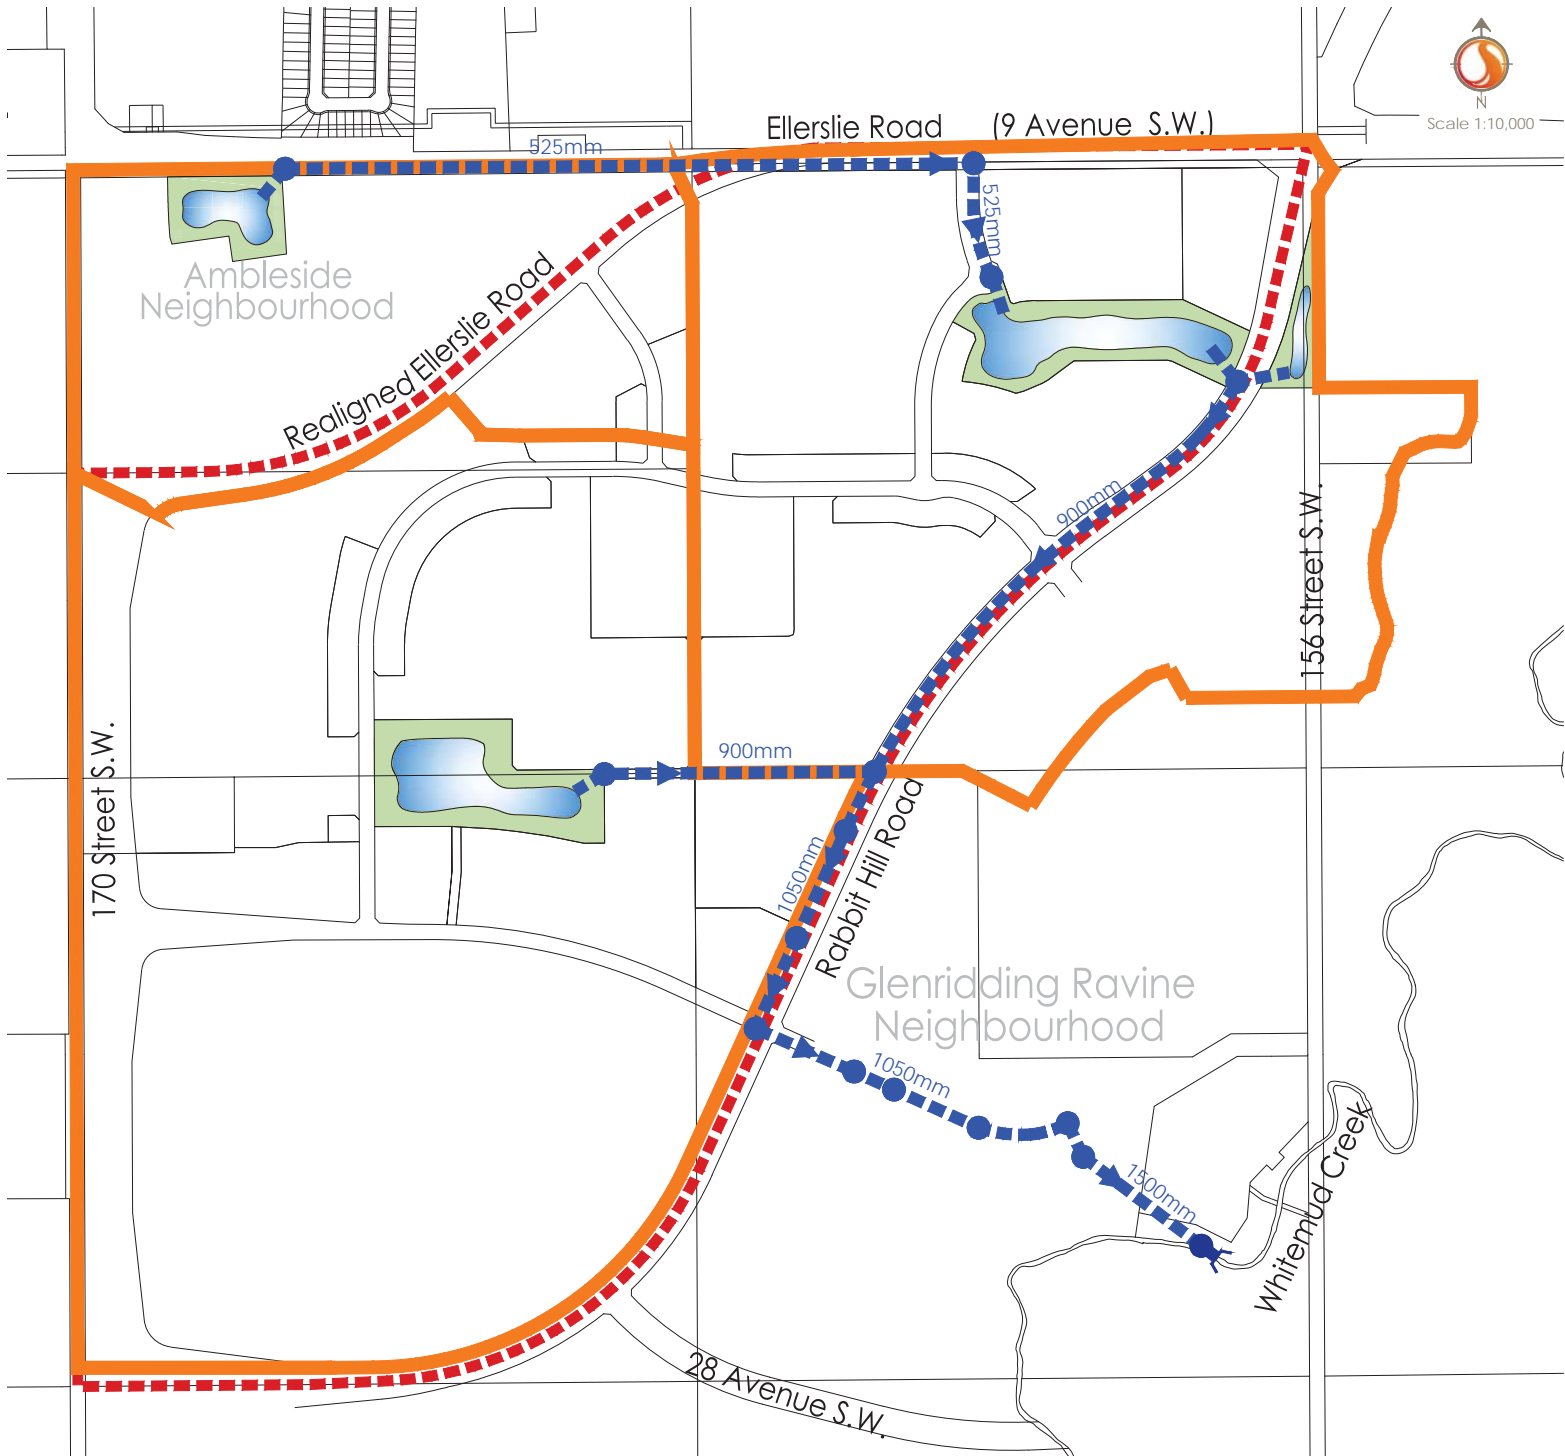 N
Scale 1:10,000
Ellerslie Road (9 Avenue S.W.)
525mm
525mm
Ambleside
Neighbourhood
Realigned Ellerslie Road
900mm
156 Street S.W.
170 Street S.W.
900mm
1050mm
Rabbit Hill Road
Glenridding Ravine
Neighbourhood
1050mm
1500mm
Whitemud Creek
28 Avenue S.W.